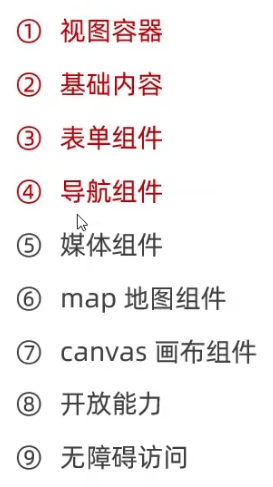 ① 视图容器
② 基础内容
③ 表单组件
④ 导航组件
⑤ 媒体组件
⑥ map 地图组件
⑦ canvas 画布组件
⑧ 开放能力
⑨ 无障碍访问